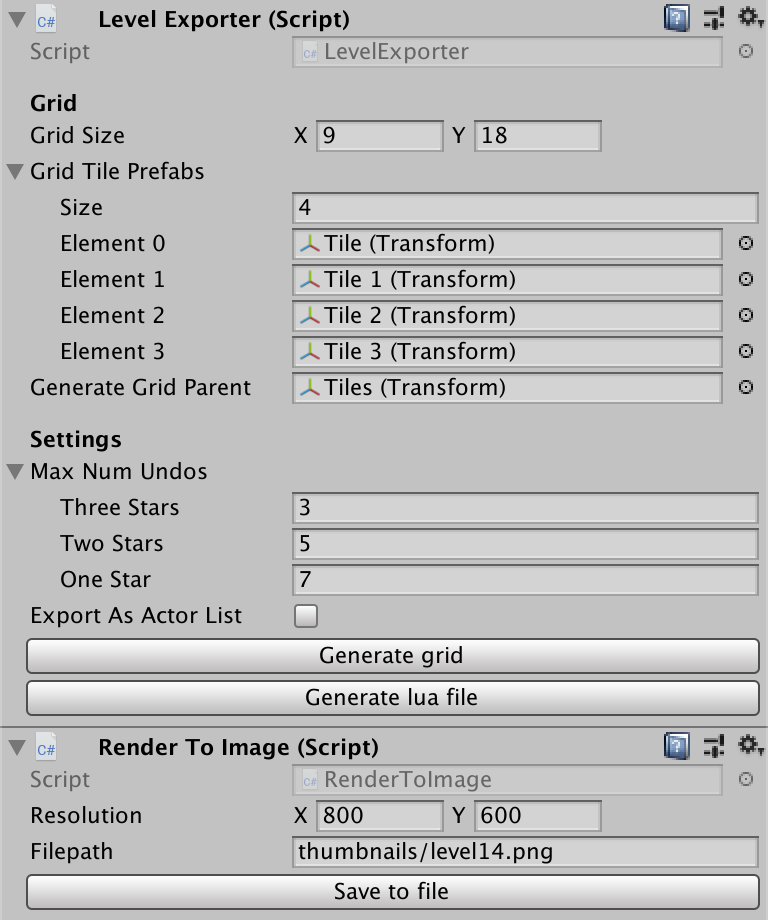 C# Level Exporter (Script)
Script C# LevelExporter
Grid
Grid Size X 9 Y 18
Grid Tile Prefabs
Size 4
Element 0 Tile (Transform)
Element 1 Tile 1 (Transform)
Element 2 Tile 2 (Transform)
Element 3 Tile 3 (Transform)
Generate Grid Parent Tiles (Transform)
Settings
Max Num Undos
Three Stars 3
Two Stars 5
One Star 7
Export As Actor List
Generate grid
Generate lua file
C# Render To Image (Script)
Script C# RenderToImage
Resolution X 800 Y 600
Filepath thumbnails/level14.png
Save to file